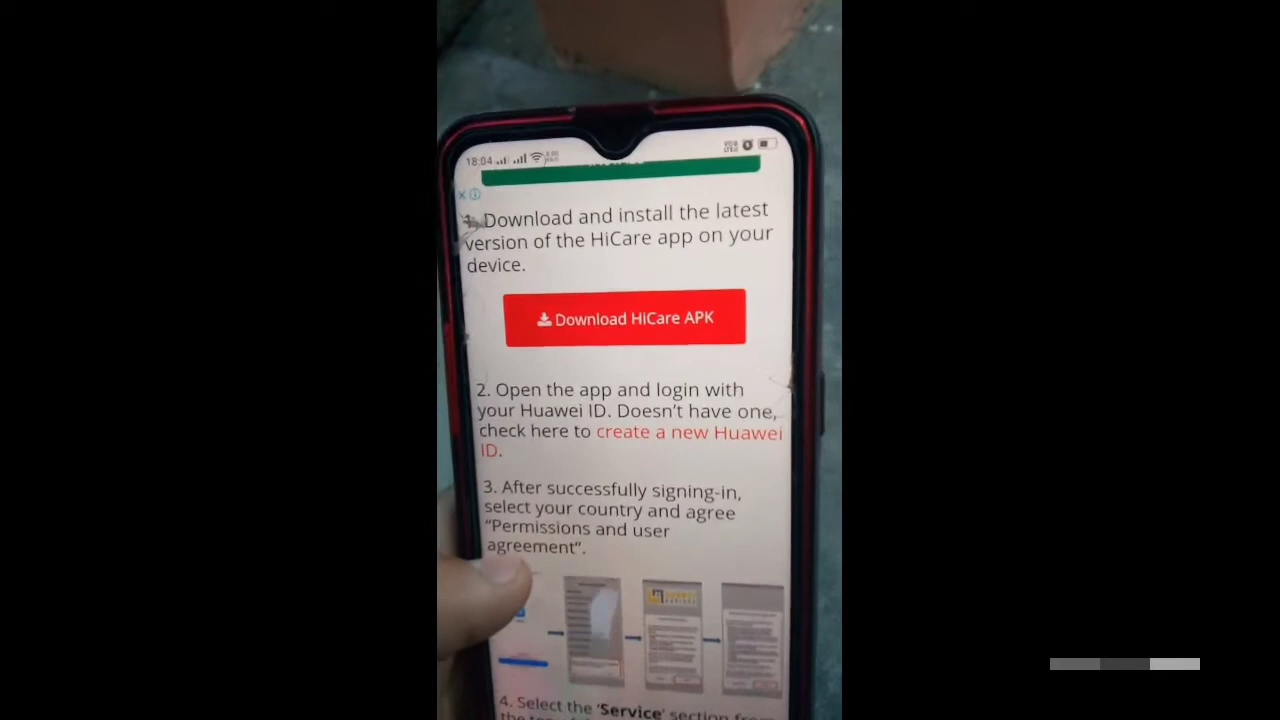 18:04
1. Download and install the latest
version of the HiCare app on your
device.
Download HiCare APK
2. Open the app and login with
your Huawei ID. Doesn't have one,
check here to create a new Huawei
ID.
3. After successfully signing-in,
select your country and agree
“Permissions and user
agreement”.
4. Select the ‘Service’ section from